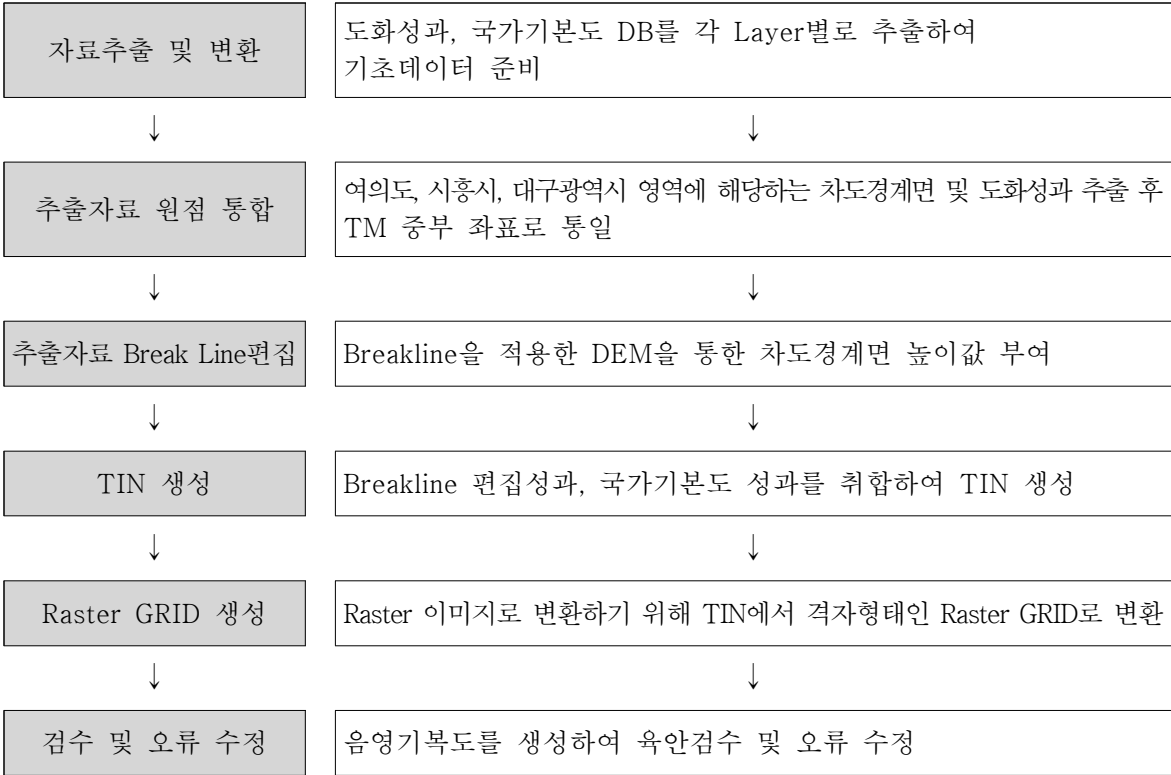 자료추출 및 변환
도화성과, 국가기본도 DB를 각 Layer별로 추출하여
기초데이터 준비
↓
↓
추출자료 원점 통합
여의도, 시흥시, 대구광역시 영역에 해당하는 차도경계면 및 도화성과 추출 후
TM 중부 좌표로 통일
↓
↓
추출자료 Break Line편집
Breakline을 적용한 DEM을 통한 차도경계면 높이값 부여
↓
↓
TIN 생성
Breakline 편집성과, 국가기본도 성과를 취합하여 TIN 생성
↓
↓
Raster GRID 생성
Raster 이미지로 변환하기 위해 TIN에서 격자형태인 Raster GRID로 변환
↓
↓
검수 및 오류 수정
음영기복도를 생성하여 육안검수 및 오류 수정